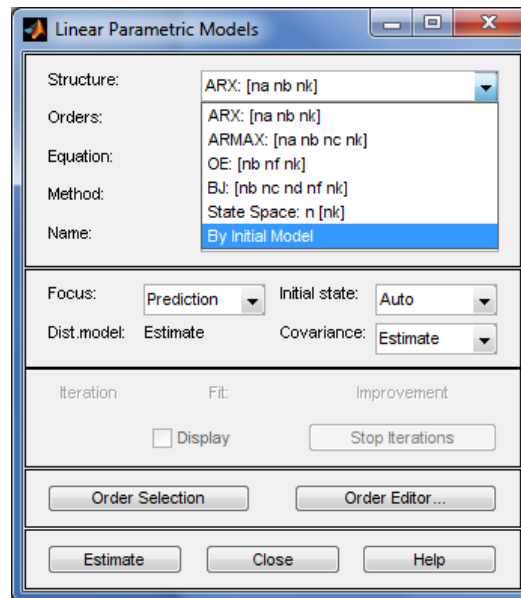 Linear Parametric Models
Structure: ARX: [na nb nk]
ARX: [na nb nk]
Orders:
ARMAX: [na nb nc nk]
Equation: OE: [nb nf nk]
BJ: [nb nc nd nf nk]
Method:
State Space: n [nk]
Name: By Initial Model
Focus: Prediction Initial state: Auto
Dist.model: Estimate Covariance: Estimate
Iteration Fit: Improvement
Display Stop Iterations
Order Selection Order Editor...
Estimate Close Help